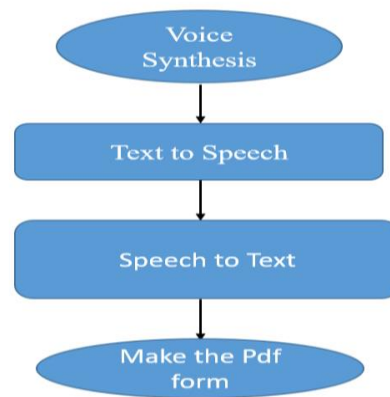 Voice
Synthesis
Text to Speech
Speech to Text
Make the Pdf
form